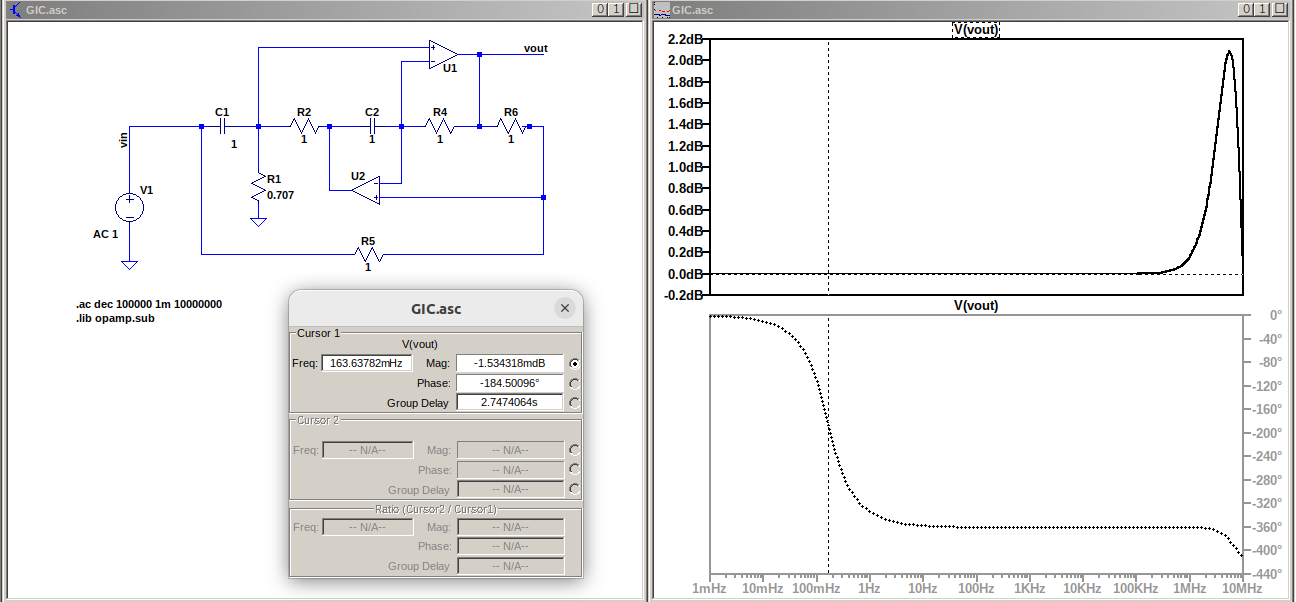 GIC.asc
0 1
vin
V1
AC 1
C1
1
R1
0.707
R2
1
C2
1
U2
U1
R4
1
R6
1
vout
R5
1
.ac dec 100000 1m 10000000
.lib opamp.sub
GIC.asc
Cursor 1
V(vout)
Freq: 163.63782mHz Mag: -1.534318mdB
Phase: -184.50096°
Group Delay 2.7474064s
Cursor 2
Freq: -- N/A-- Mag: -- N/A--
Phase: -- N/A--
Group Delay -- N/A--
Ratio (Cursor2 / Cursor1)
Freq: -- N/A-- Mag: -- N/A--
Phase: -- N/A--
Group Delay -- N/A--
GIC.asc
0 1
V(vout)
2.2dB
2.0dB
1.8dB
1.6dB
1.4dB
1.2dB
1.0dB
0.8dB
0.6dB
0.4dB
0.2dB
0.0dB
-0.2dB
V(vout)
0°
-40°
-80°
-120°
-160°
-200°
-240°
-280°
-320°
-360°
-400°
-440°
1mHz 10mHz 100mHz 1Hz 10Hz 100Hz 1KHz 10KHz 100KHz 1MHz 10MHz